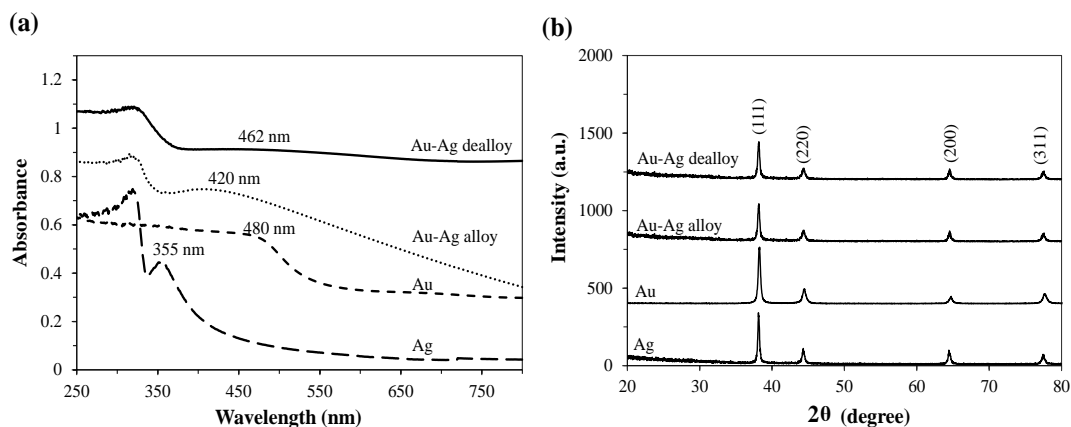 (a)
1.2
1
0.8
0.6
0.4
0.2
0
Absorbance
250 350 450 550 650 750
Wavelength (nm)
462 nm
Au-Ag dealloy
420 nm
Au-Ag alloy
480 nm
355 nm
Au
Ag
(b)
2000
1500
1000
500
0
Intensity (a.u.)
20 30 40 50 60 70 80
2θ (degree)
(111)
(220)
(200)
(311)
Au-Ag dealloy
Au-Ag alloy
Au
Ag